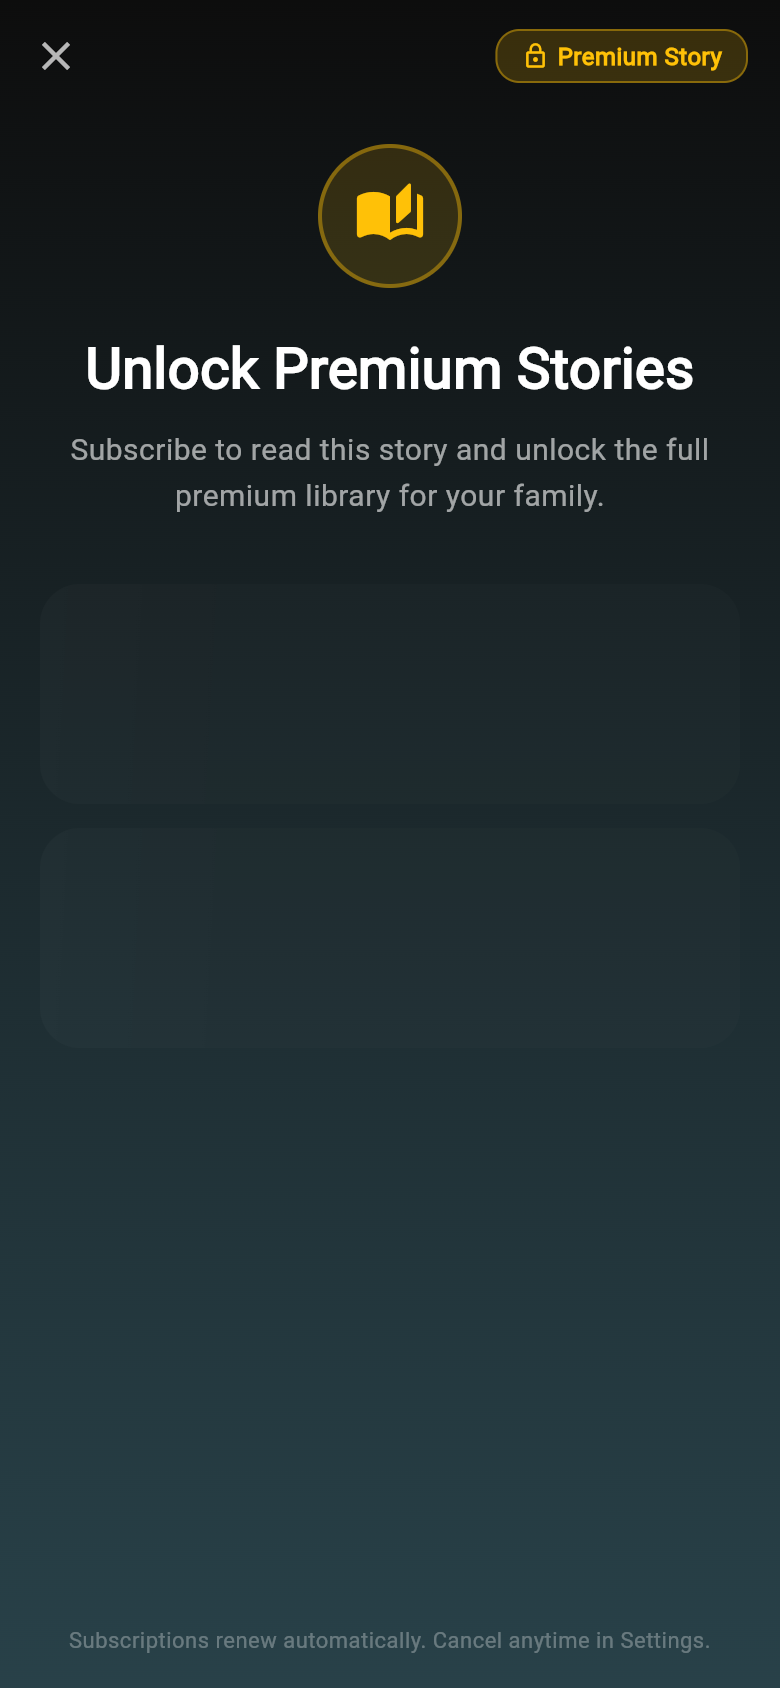 Premium Story
Unlock Premium Stories
Subscribe to read this story and unlock the full
premium library for your family.
Subscriptions renew automatically. Cancel anytime in Settings.